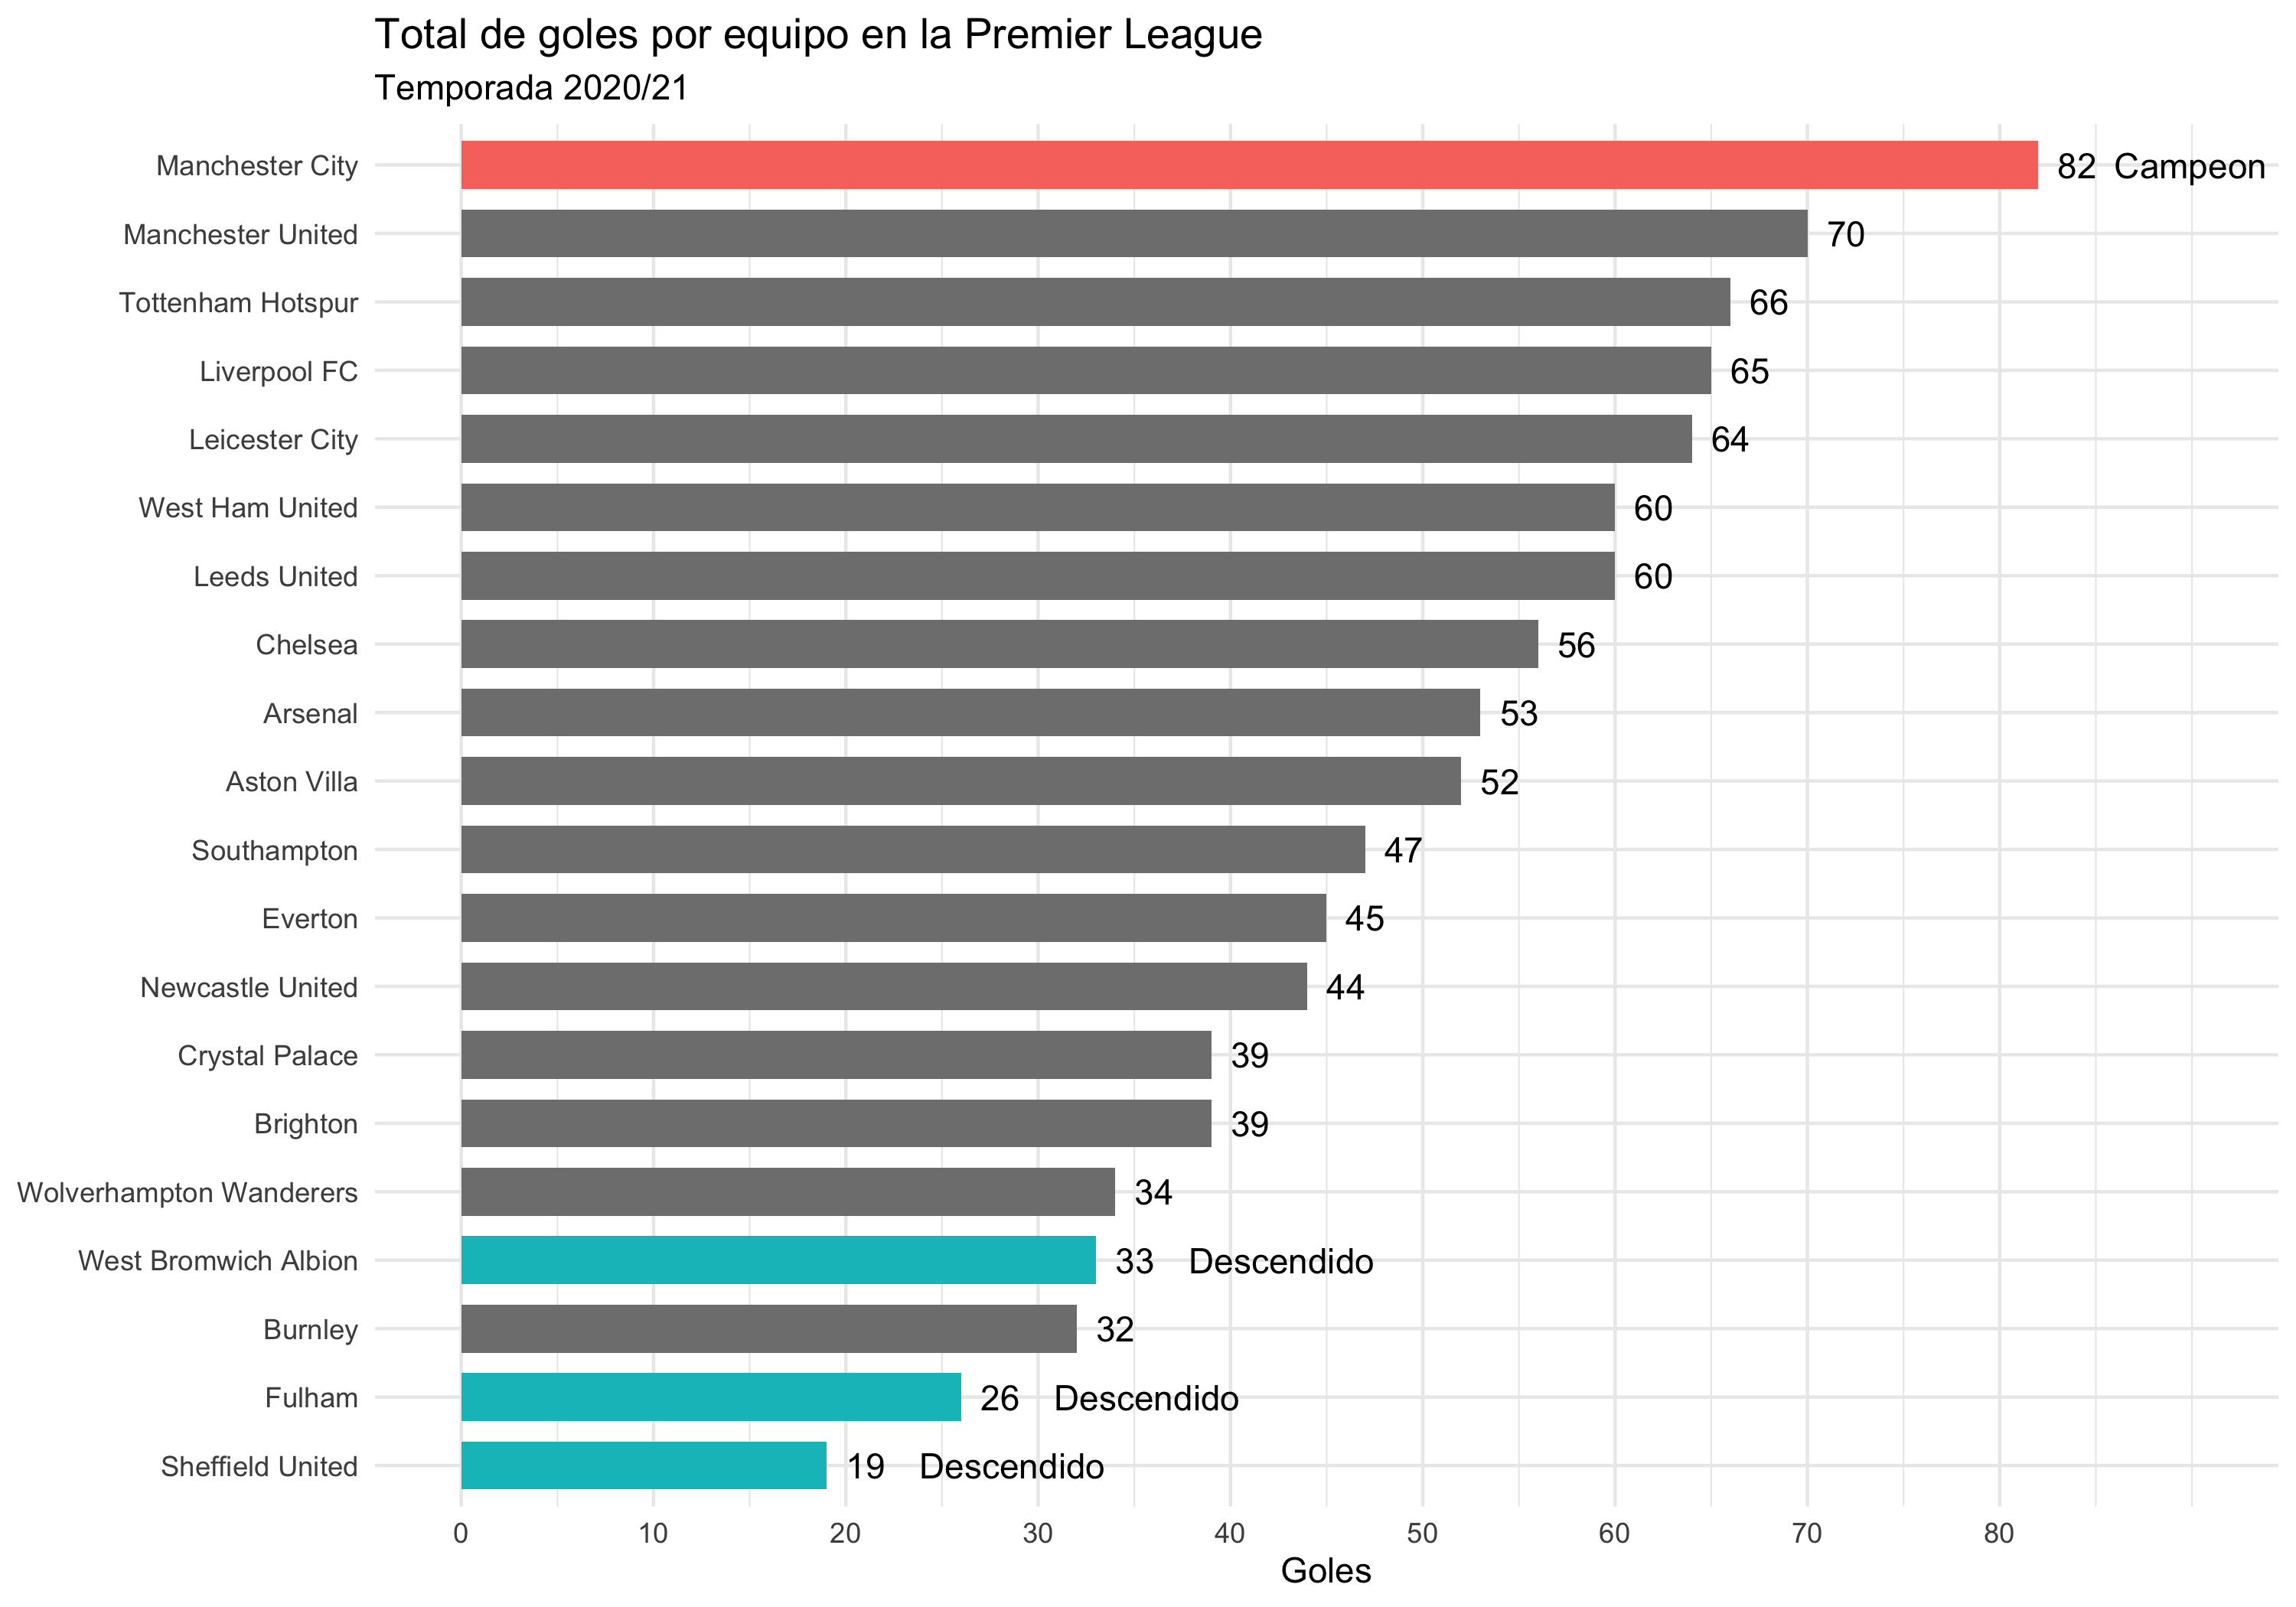 Total de goles por equipo en la Premier League
Temporada 2020/21
Manchester City 82 Campeon
Manchester United 70
Tottenham Hotspur 66
Liverpool FC 65
Leicester City 64
West Ham United 60
Leeds United 60
Chelsea 56
Arsenal 53
Aston Villa 52
Southampton 47
Everton 45
Newcastle United 44
Crystal Palace 39
Brighton 39
Wolverhampton Wanderers 34
West Bromwich Albion 33 Descendido
Burnley 32
Fulham 26 Descendido
Sheffield United 19 Descendido
0 10 20 30 40 50 60 70 80
Goles